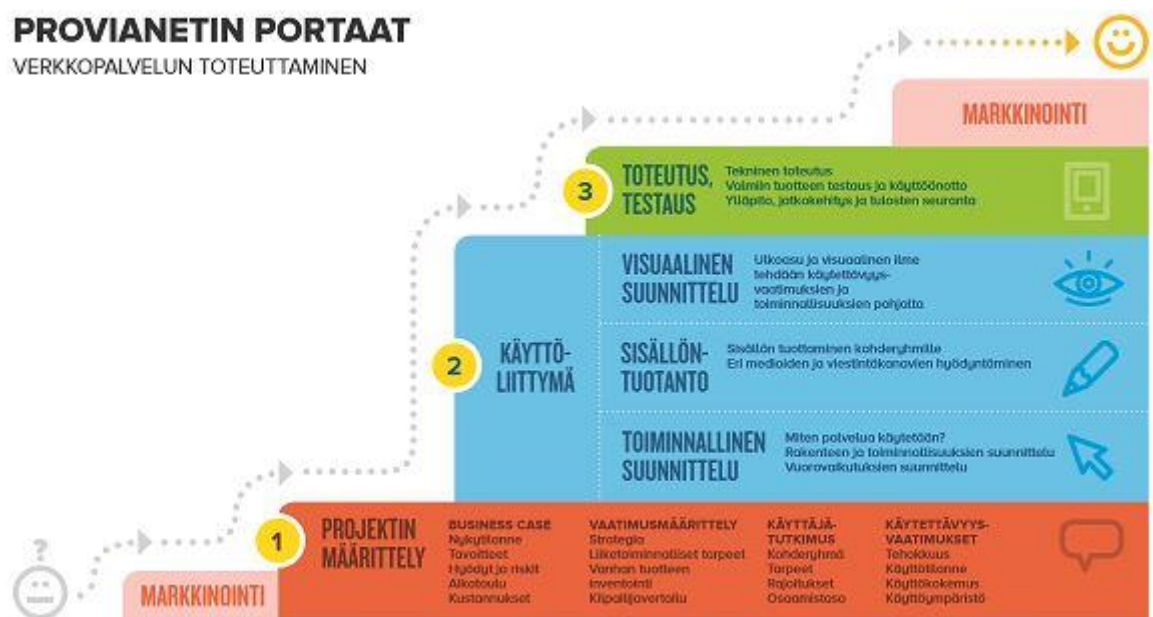 PROVIANETIN PORTAAT
VERKKOPALVELUN TOTEUTTAMINEN
?
MARKKINOINTI
1
PROJEKTIN
MÄÄRITTELY
BUSINESS CASE
Nykytilanne
Tavoitteet
Hyödyt ja riskit
Aikataulu
Kustannukset
VAATIMUSMÄÄRITTELY
Strategia
Liiketoiminnalliset tarpeet
Vanhan tuotteen
inventointi
Kilpailijavertailu
KÄYTTÄJÄ-
TUTKIMUS
Kohderyhmä
Tarpeet
Rajoitukset
Osaamistaso
KÄYTETTÄVYYS-
VAATIMUKSET
Tehokkuus
Käyttötilanne
Käyttökokemus
Käyttöympäristö
2
KÄYTTÖ-
LIITTYMÄ
TOIMINNALLINEN
SUUNNITTELU
Miten palvelua käytetään?
Rakenteen ja toiminnallisuuksien suunnittelu
Vuorovaikutuksien suunnittelu
SISÄLLÖN-
TUOTANTO
Sisällön tuottaminen kohderyhmille
Eri medioiden ja viestintäkanavien hyödyntäminen
VISUAALINEN
SUUNNITTELU
Ulkoasu ja visuaalinen ilme
tehdään käytettävyys-
vaatimuksien ja
toiminnallisuuksien pohjalta
3
TOTEUTUS,
TESTAUS
Tekninen toteutus
Valmiin tuotteen testaus ja käyttöönotto
Ylläpito, jatkokehitys ja tulosten seuranta
MARKKINOINTI